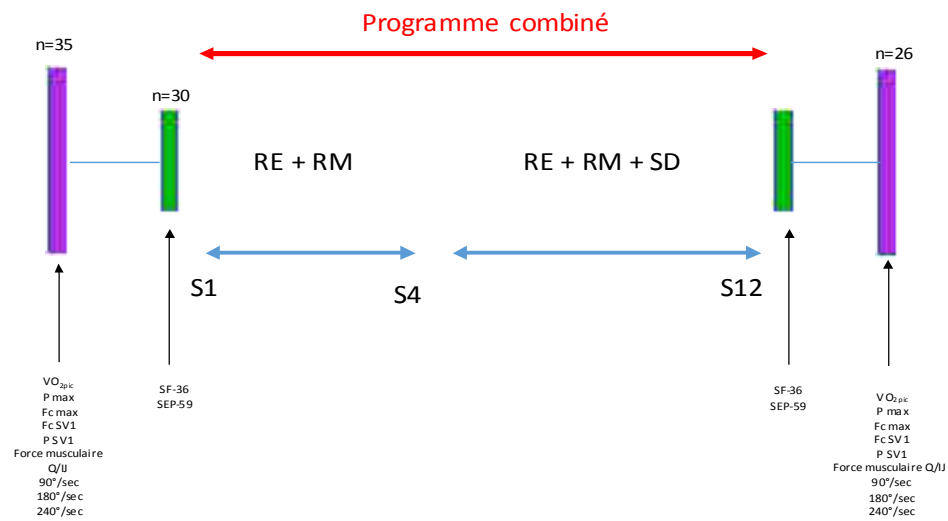 Programme combiné
n=35
n=26
n=30
RE + RM
RE + RM + SD
S1
S4
S12
VO2pic
P max
Fc max
Fc SV1
P SV1
Force musculaire
Q/IJ
90°/sec
180°/sec
240°/sec
SF-36
SEP-59
SF-36
SEP-59
VO2pic
P max
Fc max
Fc SV1
P SV1
Force musculaire Q/IJ
90°/sec
180°/sec
240°/sec